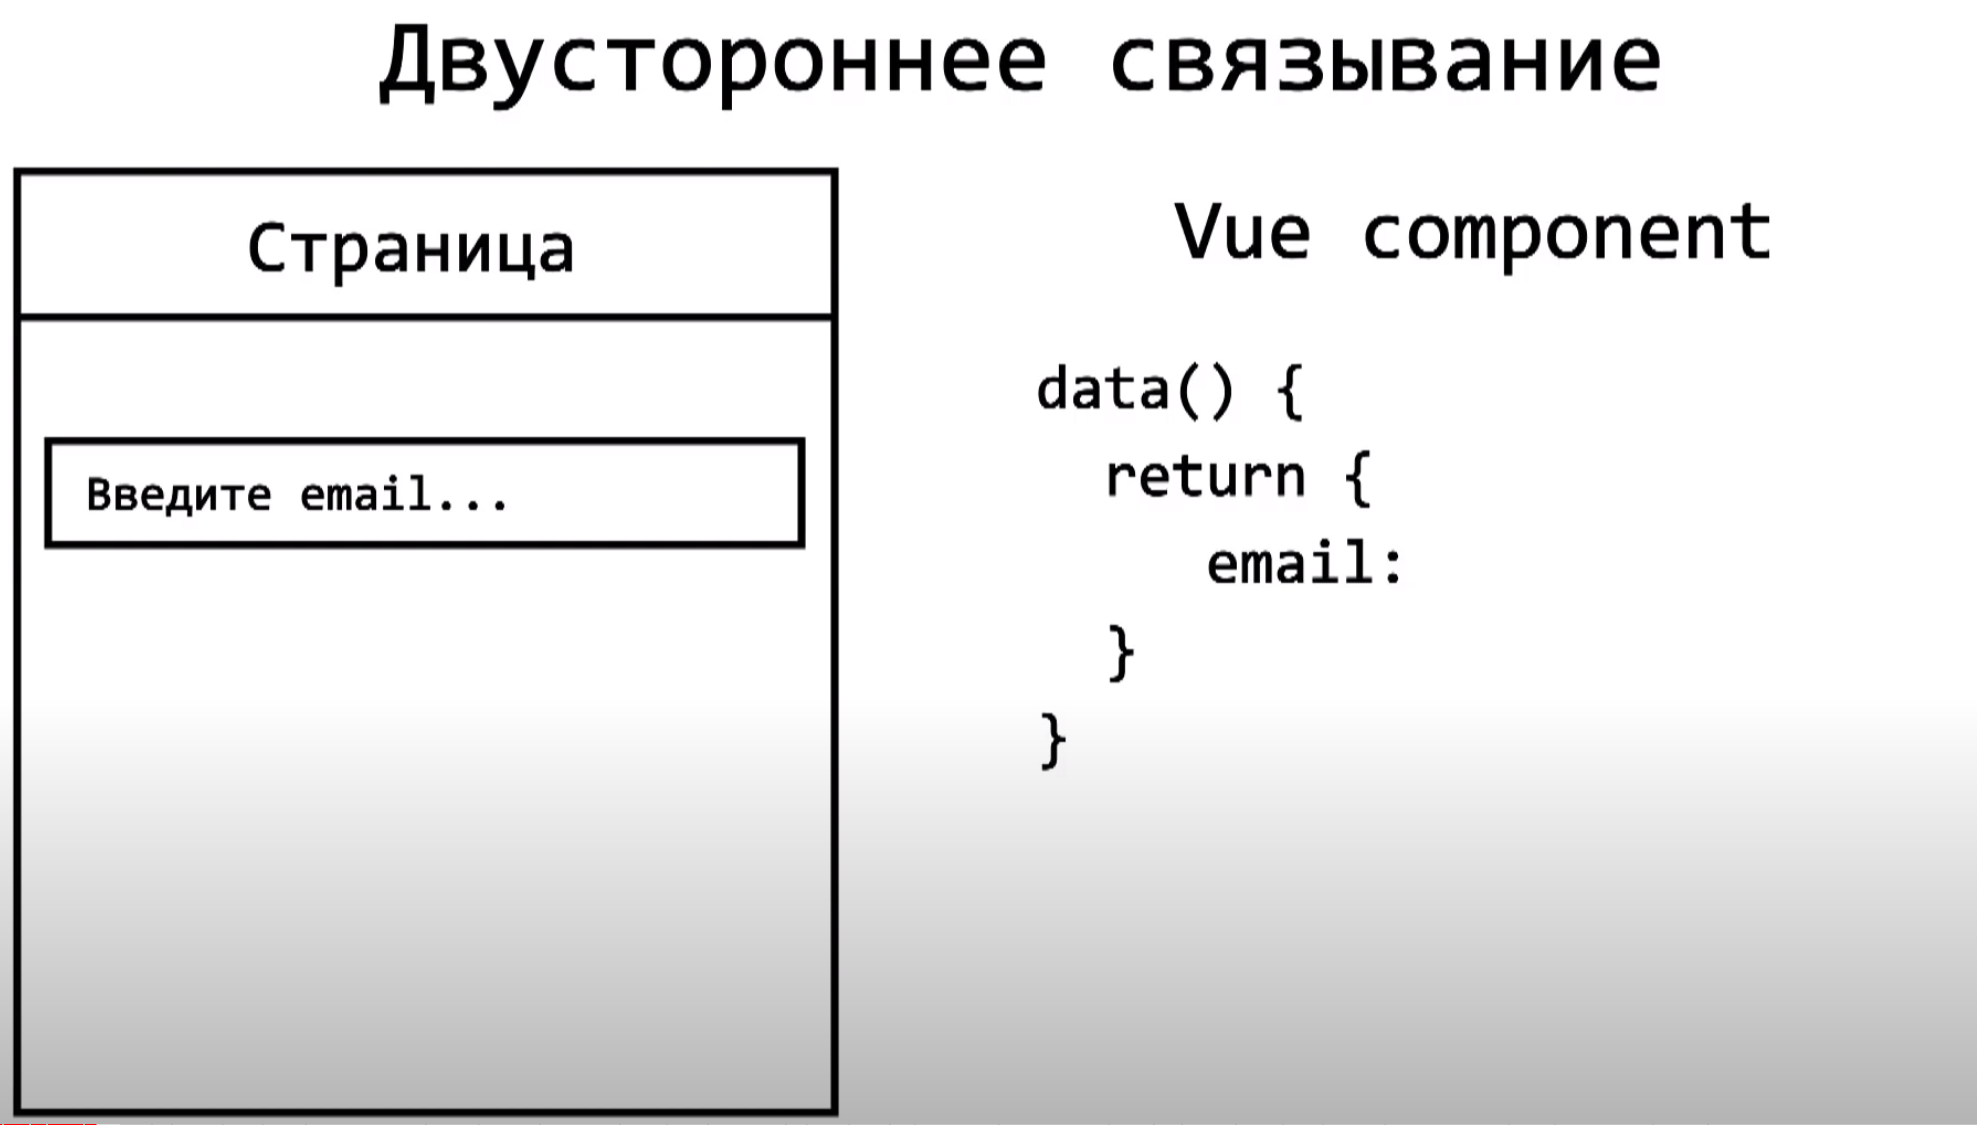 Двустороннее связывание
Страница
Введите email...
Vue component
data() {
return {
email:
}
}